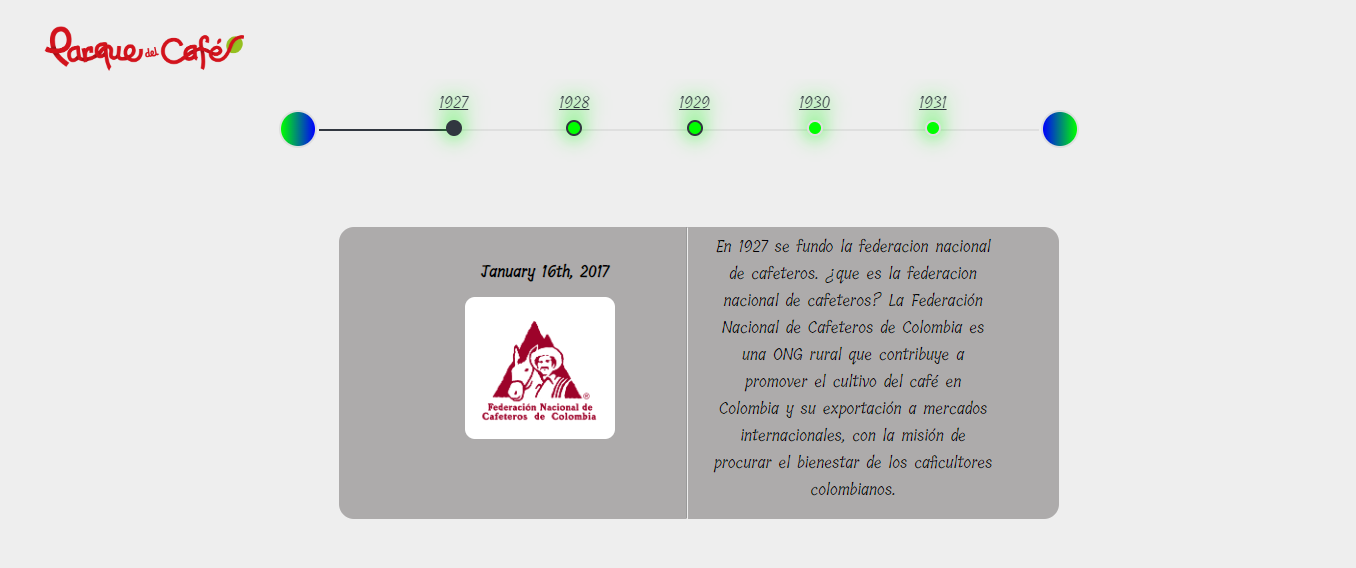 Parque del Café
1927 1928 1929 1930 1931
January 16th, 2017
Federación Nacional de
Cafeteros de Colombia
®
En 1927 se fundo la federacion nacional
de cafeteros. ¿que es la federacion
nacional de cafeteros? La Federación
Nacional de Cafeteros de Colombia es
una ONG rural que contribuye a
promover el cultivo del café en
Colombia y su exportación a mercados
internacionales, con la misión de
procurar el bienestar de los caficultores
colombianos.